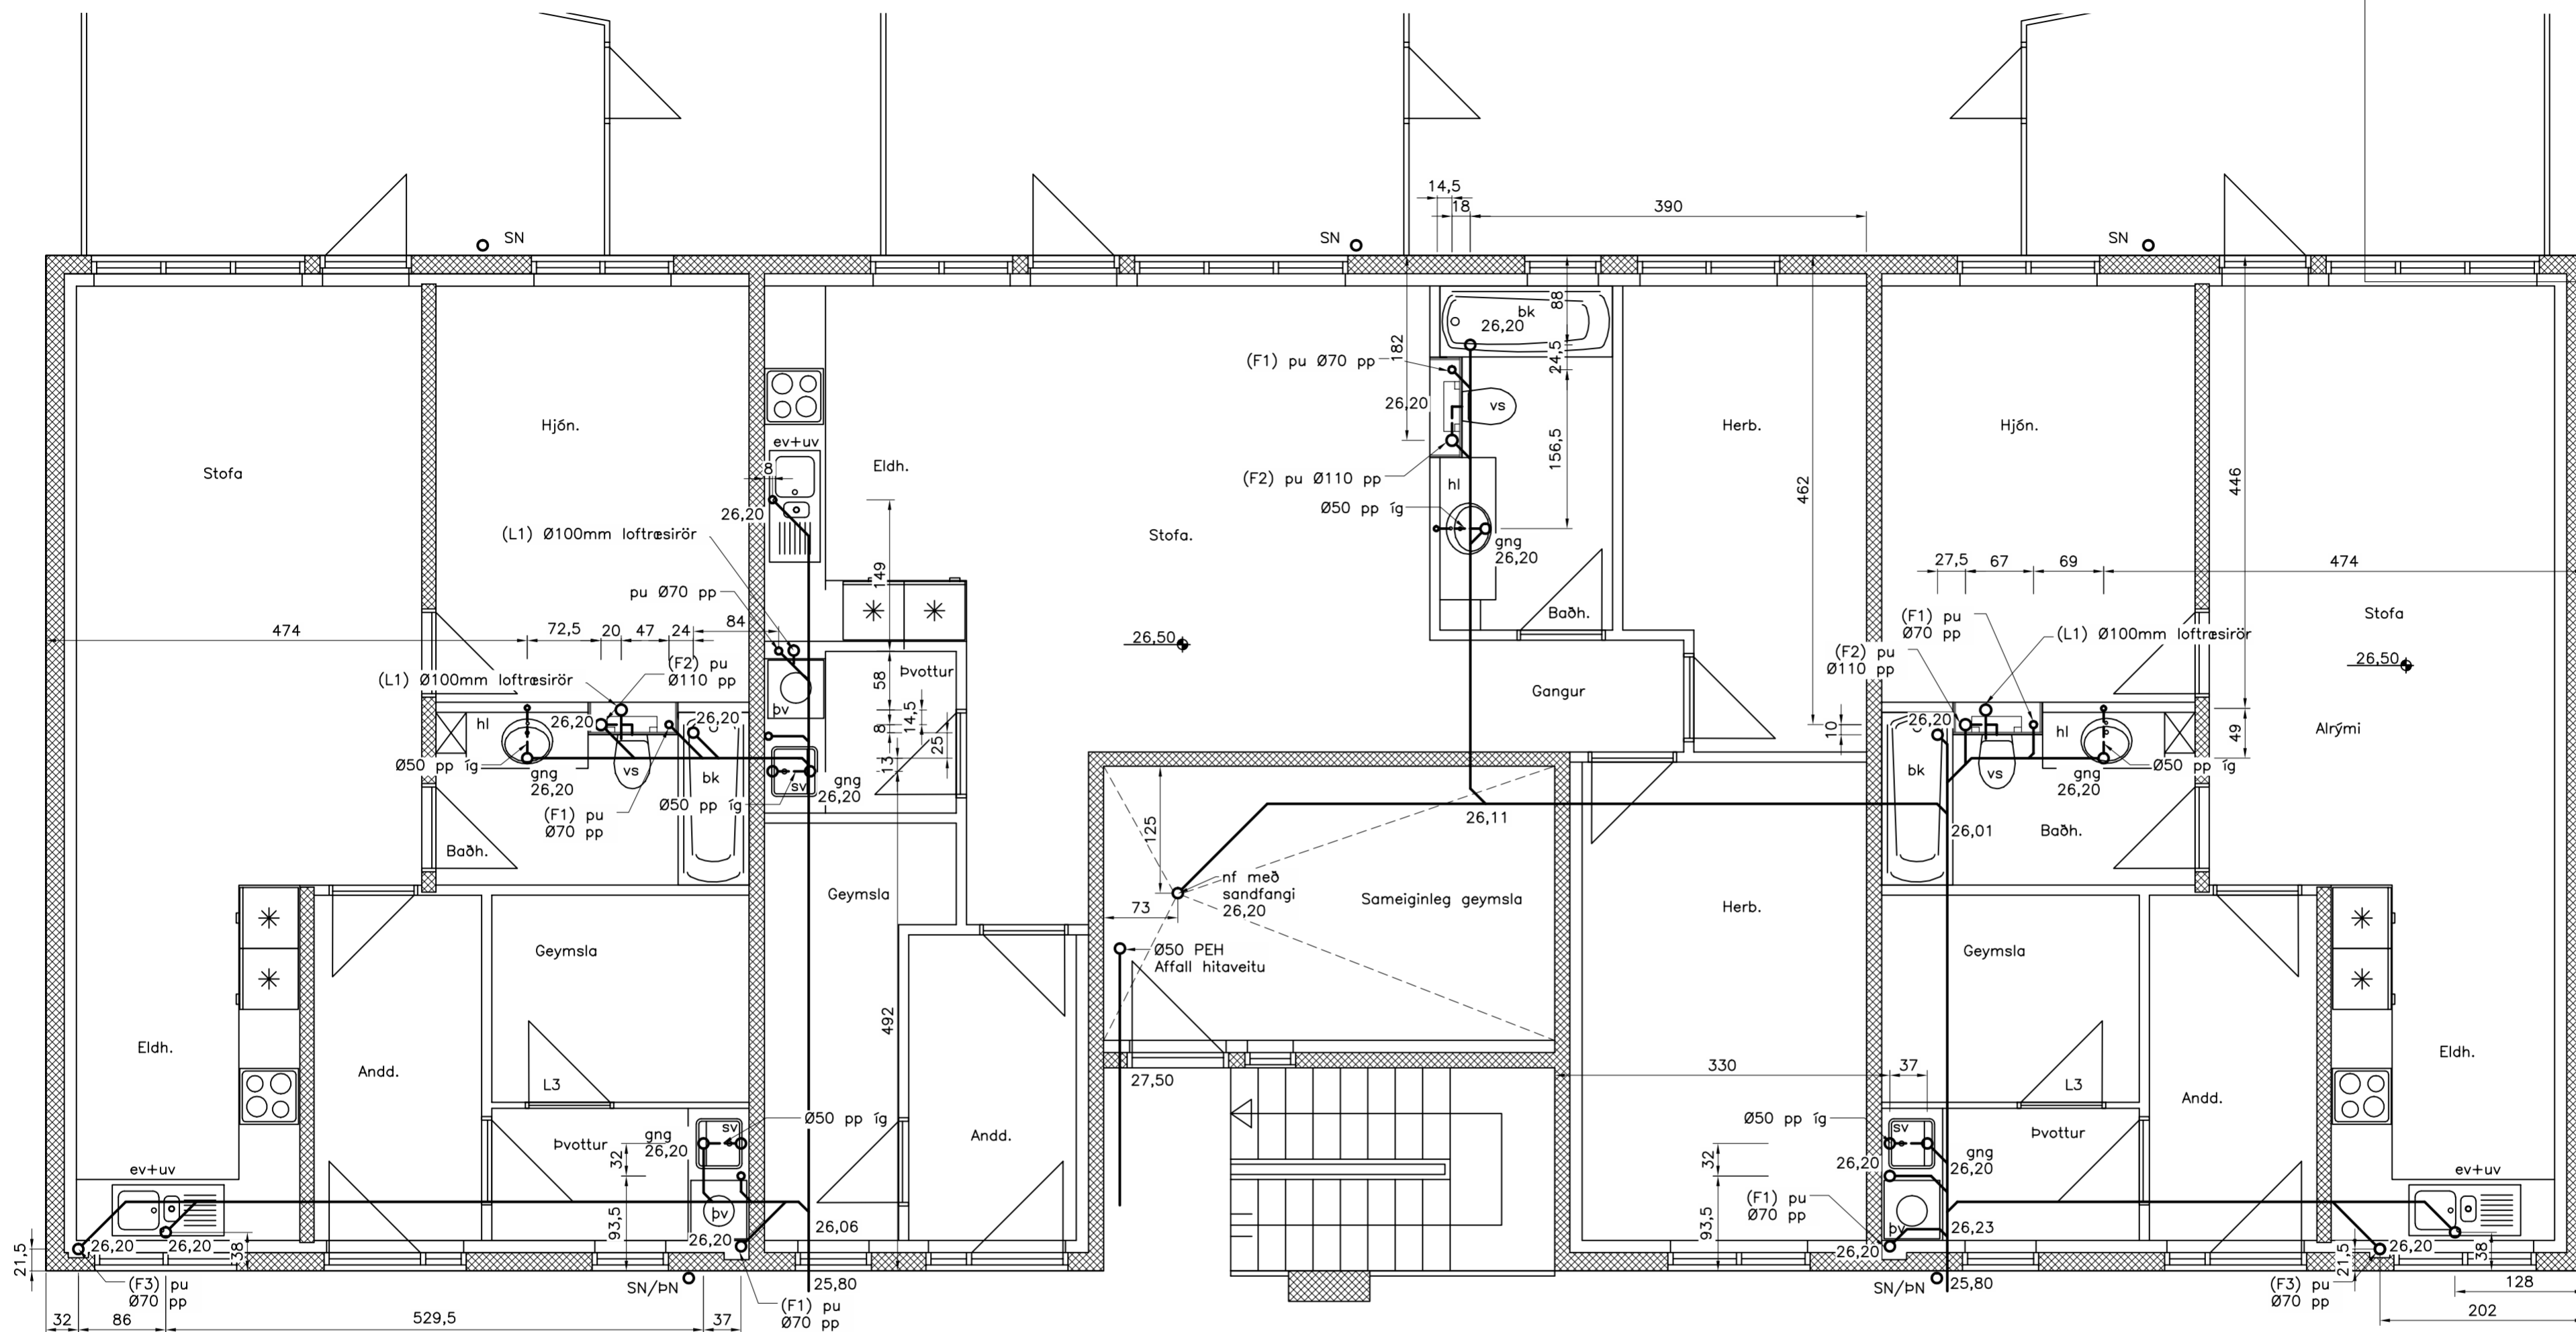 14,5
18
390
SN
SN
SN
88
bk
26,20
182
24,5
(F1) pu Ø70 pp
26,20
vs
Hjón.
Stofa
ev+uv
8
Eldh.
26,20
(F2) pu Ø110 pp
hl
Ø50 pp íg
156,5
gng
26,20
Herb.
462
Hjón.
446
(L1) Ø100mm loftræsirör
149
Stofa.
27,5
67
69
474
pu Ø70 pp
84
Baðh.
(F1) pu
Ø70 pp
Stofa
474
72,5
20
47
24
26,50
(L1) Ø100mm loftræsirör
(F2) pu
Ø110 pp
26,50
(F2) pu
Ø110 pp
(L1) Ø100mm loftræsirör
58
Þvottur
Gangur
þv
hl
26,20
26,20
14,5
8
25
13
10
26,20
hl
49
Alrými
Ø50 pp íg
gng
26,20
vs
bk
Ø50 pp íg
sv
gng
26,20
bk
vs
gng
26,20
Ø50 pp íg
(F1) pu
Ø70 pp
Baðh.
125
26,11
26,01
Baðh.
Geymsla
nf með
sandfangi
26,20
73
Sameiginleg geymsla
Herb.
Geymsla
Ø50 PEH
Affall hitaveitu
Geymsla
492
Eldh.
Andd.
L3
27,50
330
37
L3
Andd.
Eldh.
Ø50 pp íg
sv
gng
26,20
Þvottur
32
Andd.
Ø50 pp íg
sv
32
gng
26,20
26,20
Þvottur
ev+uv
þv
93,5
26,06
(F1) pu
Ø70 pp
93,5
þv
26,23
ev+uv
21,5
26,20
26,20
38
26,20
26,20
21,5
26,20
38
(F3) pu
Ø70 pp
SN/ÞN
25,80
SN/ÞN
25,80
(F3) pu
Ø70 pp
128
32
86
529,5
37
(F1) pu
Ø70 pp
202